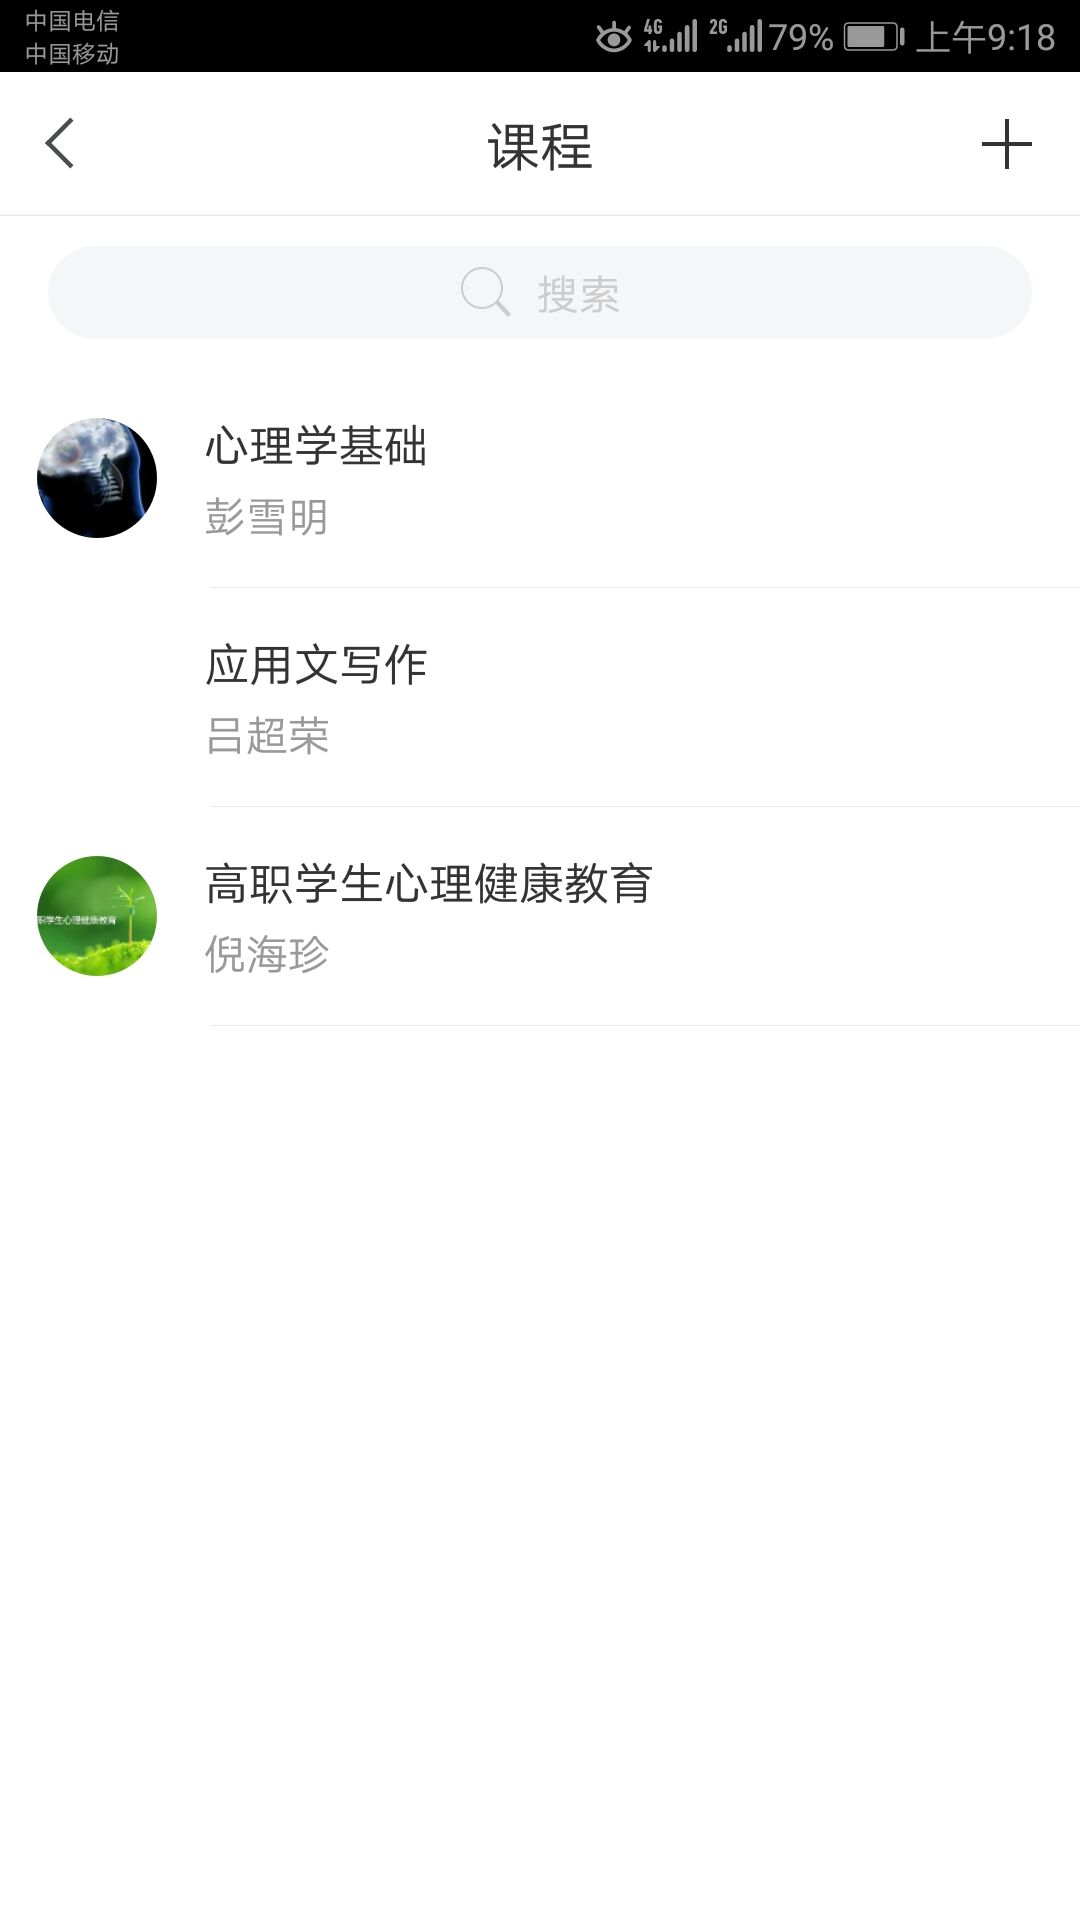 中国电信
中国移动
4G 2G 79% 上午9:18
课程
搜索
心理学基础
彭雪明
应用文写作
吕超荣
高职学生心理健康教育
职学生心理健康教育
倪海珍